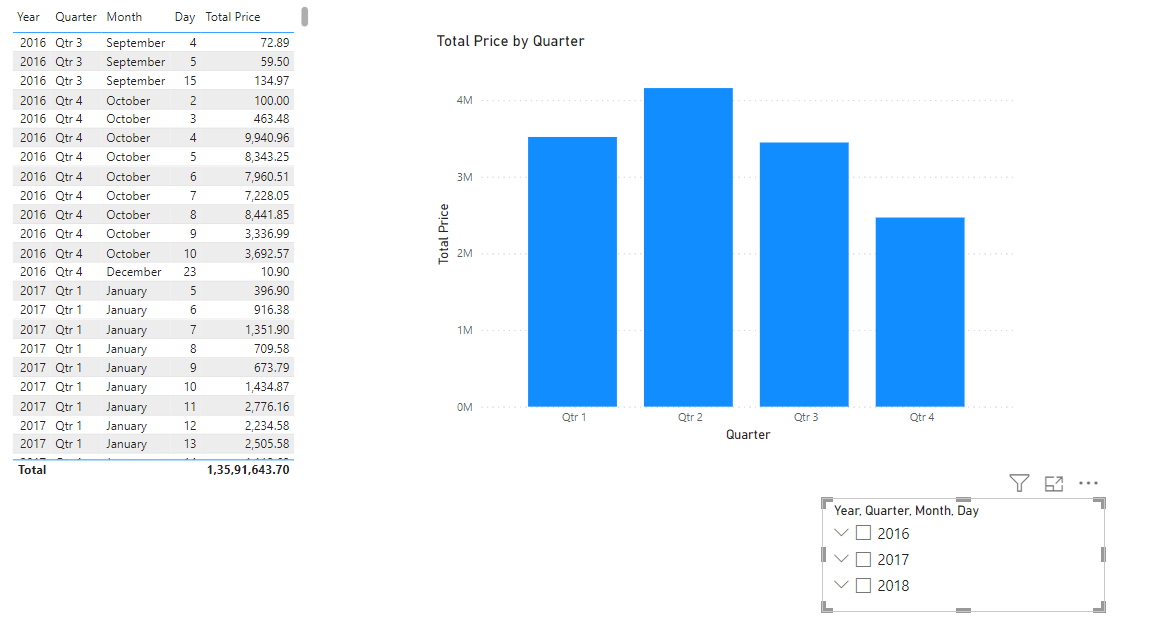 Year Quarter Month Day Total Price
2016 Qtr 3 September 4 72.89
2016 Qtr 3 September 5 59.50
2016 Qtr 3 September 15 134.97
2016 Qtr 4 October 2 100.00
2016 Qtr 4 October 3 463.48
2016 Qtr 4 October 4 9,940.96
2016 Qtr 4 October 5 8,343.25
2016 Qtr 4 October 6 7,960.51
2016 Qtr 4 October 7 7,228.05
2016 Qtr 4 October 8 8,441.85
2016 Qtr 4 October 9 3,336.99
2016 Qtr 4 October 10 3,692.57
2016 Qtr 4 December 23 10.90
2017 Qtr 1 January 5 396.90
2017 Qtr 1 January 6 916.38
2017 Qtr 1 January 7 1,351.90
2017 Qtr 1 January 8 709.58
2017 Qtr 1 January 9 673.79
2017 Qtr 1 January 10 1,434.87
2017 Qtr 1 January 11 2,776.16
2017 Qtr 1 January 12 2,234.58
2017 Qtr 1 January 13 2,505.58
Total 1,35,91,643.70
Total Price by Quarter
Total Price
4M
3M
2M
1M
0M
Qtr 1 Qtr 2 Qtr 3 Qtr 4
Quarter
Year, Quarter, Month, Day
2016
2017
2018